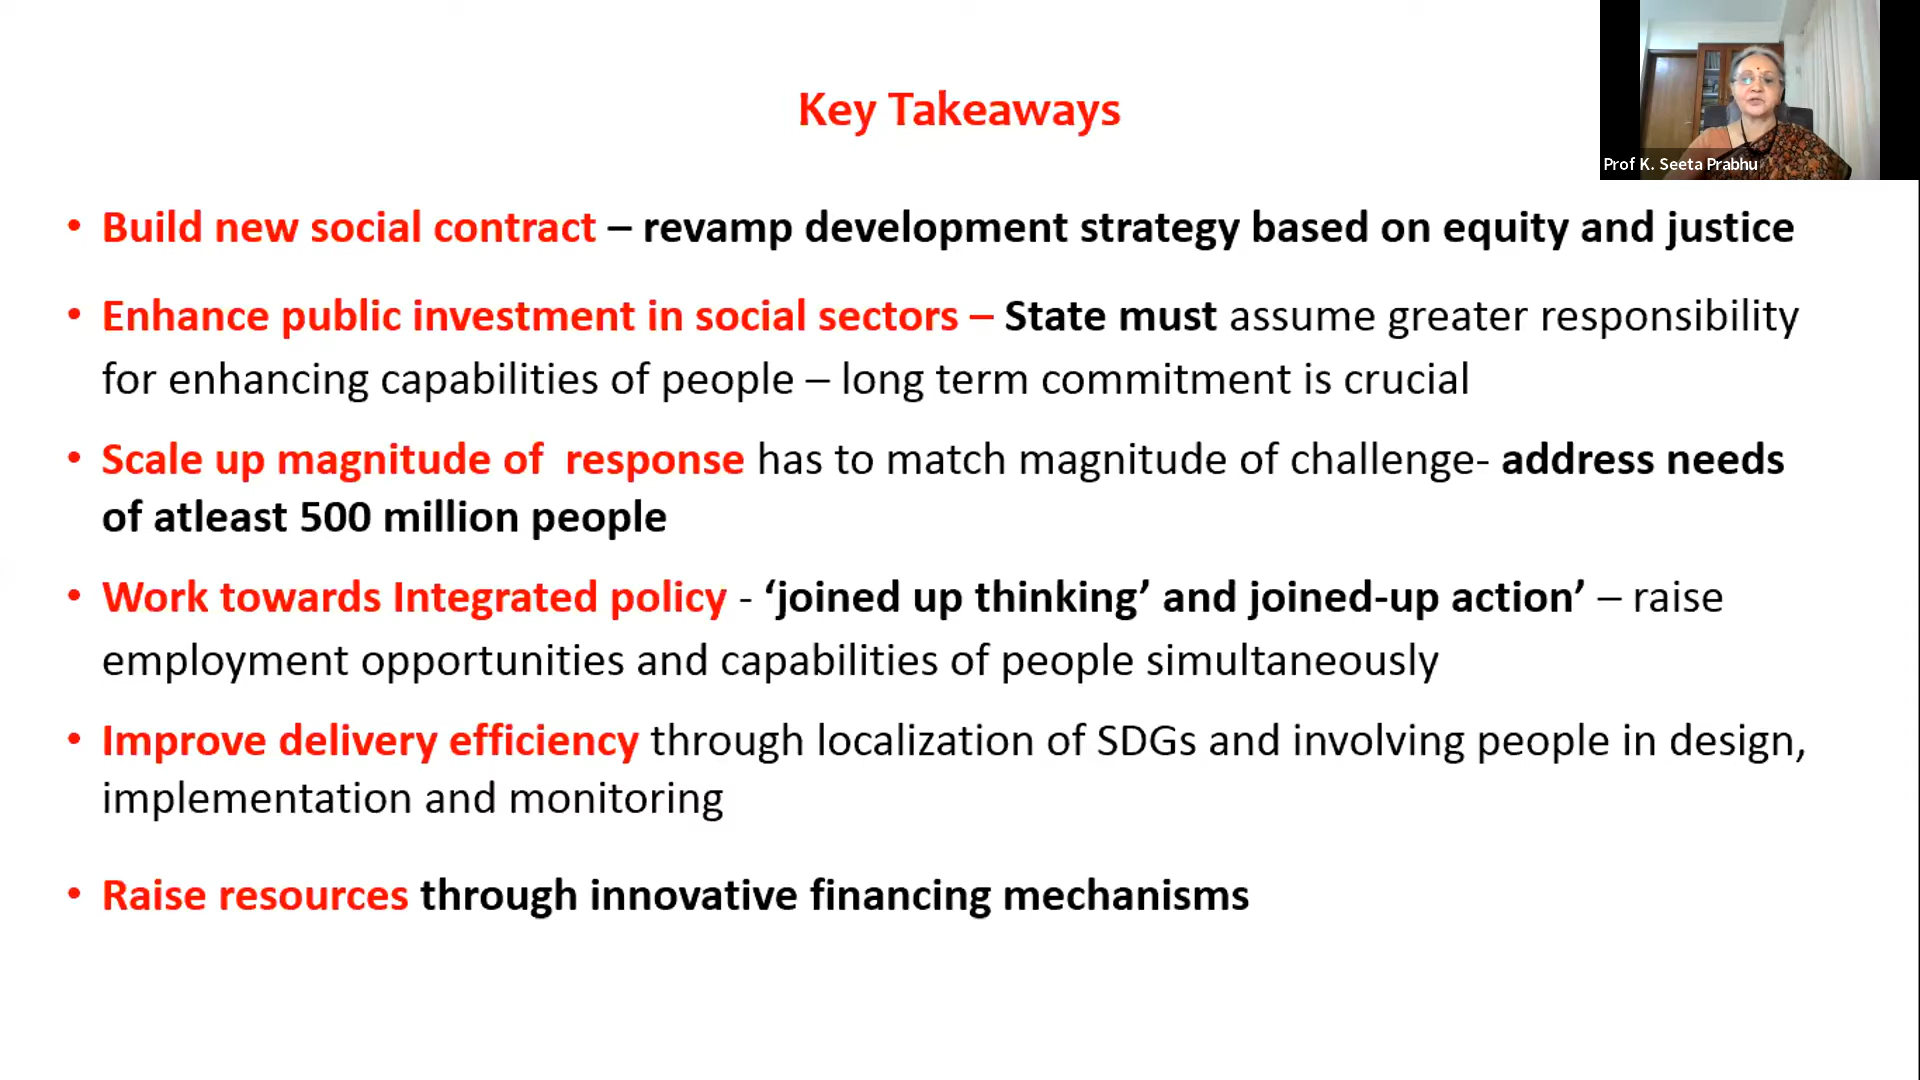 Key Takeaways
Prof K. Seeta Prabhu
• Build new social contract – revamp development strategy based on equity and justice
• Enhance public investment in social sectors – State must assume greater responsibility
for enhancing capabilities of people – long term commitment is crucial
• Scale up magnitude of  response has to match magnitude of challenge- address needs
of atleast 500 million people
• Work towards Integrated policy - ‘joined up thinking’ and joined-up action’ – raise
employment opportunities and capabilities of people simultaneously
• Improve delivery efficiency through localization of SDGs and involving people in design,
implementation and monitoring
• Raise resources through innovative financing mechanisms